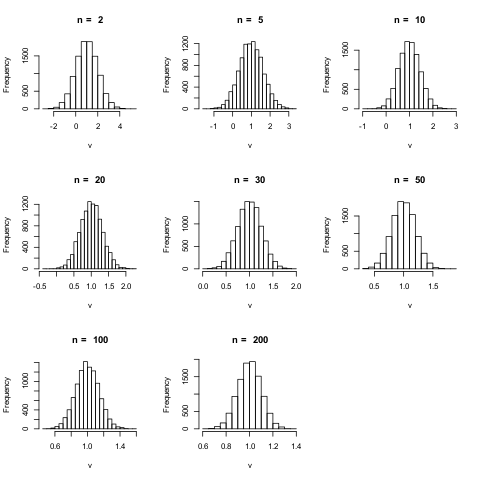 n = 2
Frequency
0 500 1500
-2 0 2 4
v
n = 5
Frequency
0 400 800 1200
-1 0 1 2 3
v
n = 10
Frequency
0 500 1500
-1 0 1 2 3
v
n = 20
Frequency
0 400 800 1200
-0.5 0.5 1.0 1.5 2.0
v
n = 30
Frequency
0 500 1000
0.0 0.5 1.0 1.5 2.0
v
n = 50
Frequency
0 500 1500
0.5 1.0 1.5
v
n = 100
Frequency
0 400 1200
0.6 1.0 1.4
v
n = 200
Frequency
0 500 1500
0.6 0.8 1.0 1.2 1.4
v